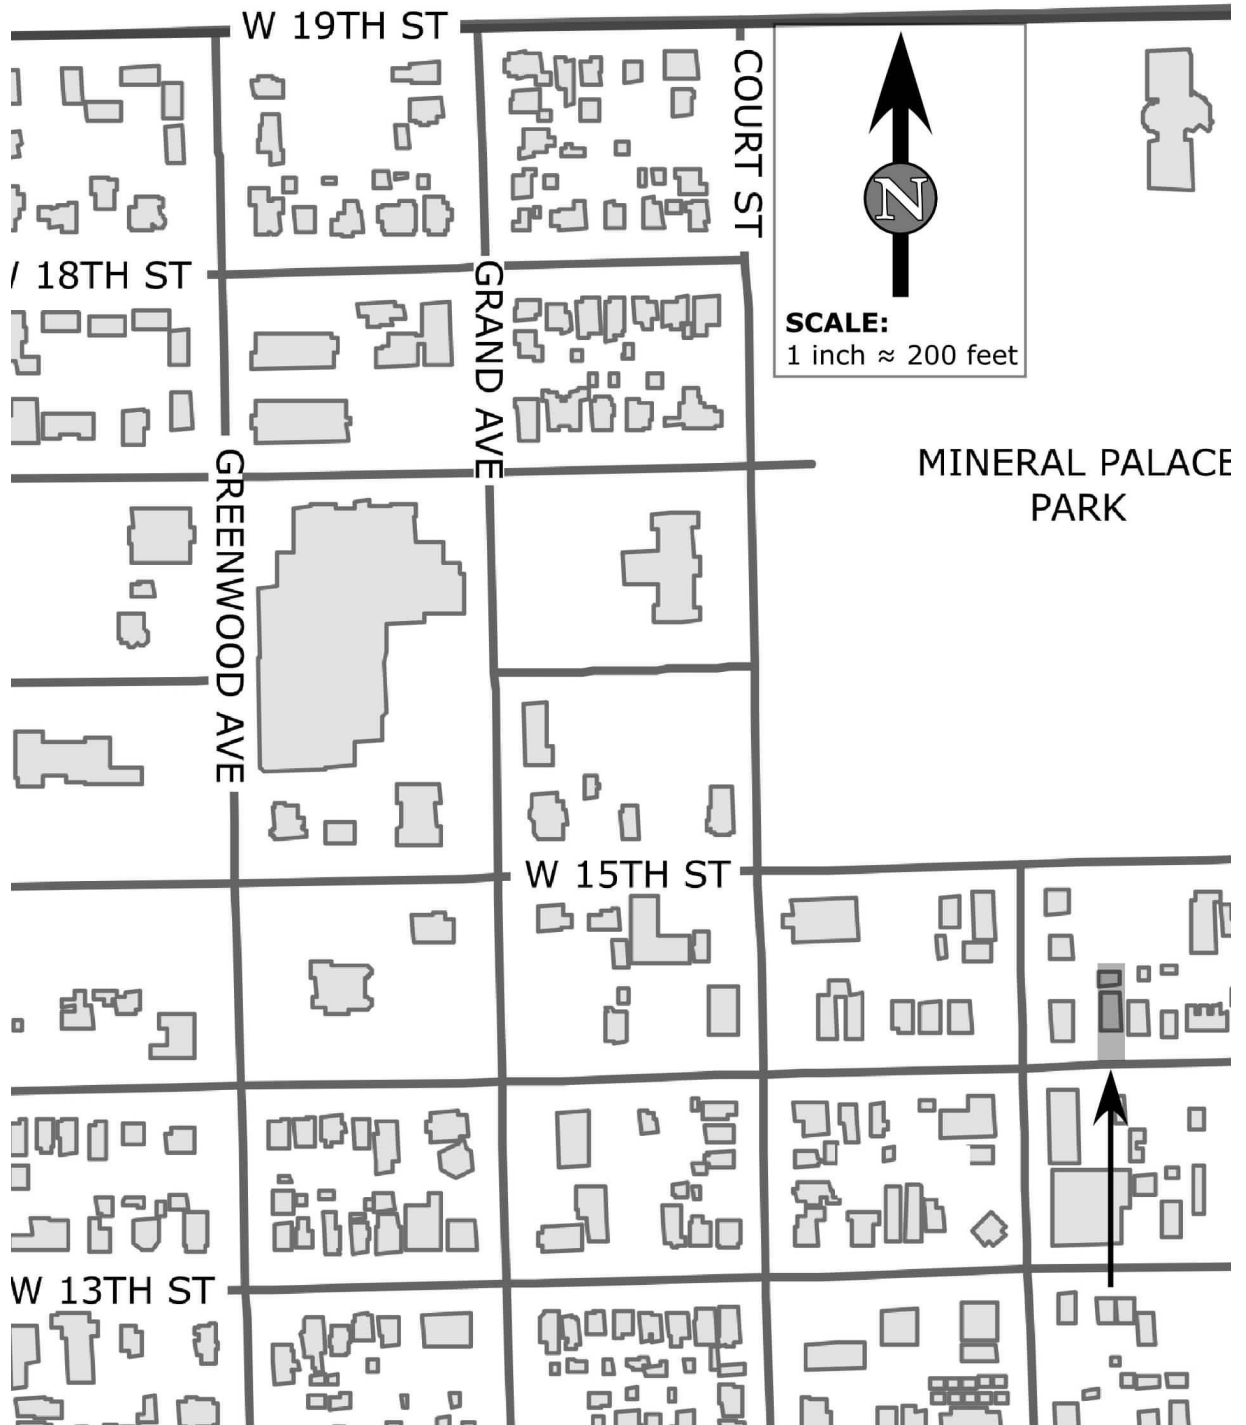 W 19TH ST
COURT ST
N
/ 18TH ST
GRAND AVE
SCALE:
1 inch ≈ 200 feet
GREENWOOD AVE
MINERAL PALACE
PARK
W 15TH ST
W 13TH ST